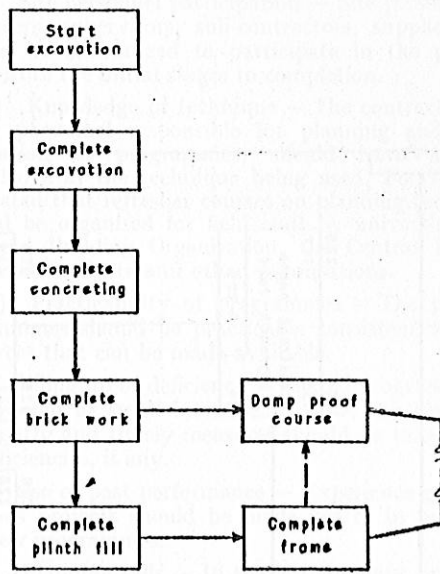 Start
excavation
Complete
excavation
Complete
concreting
Complete
brick work
Damp proof
course
Complete
plinth fill
Complete
frame